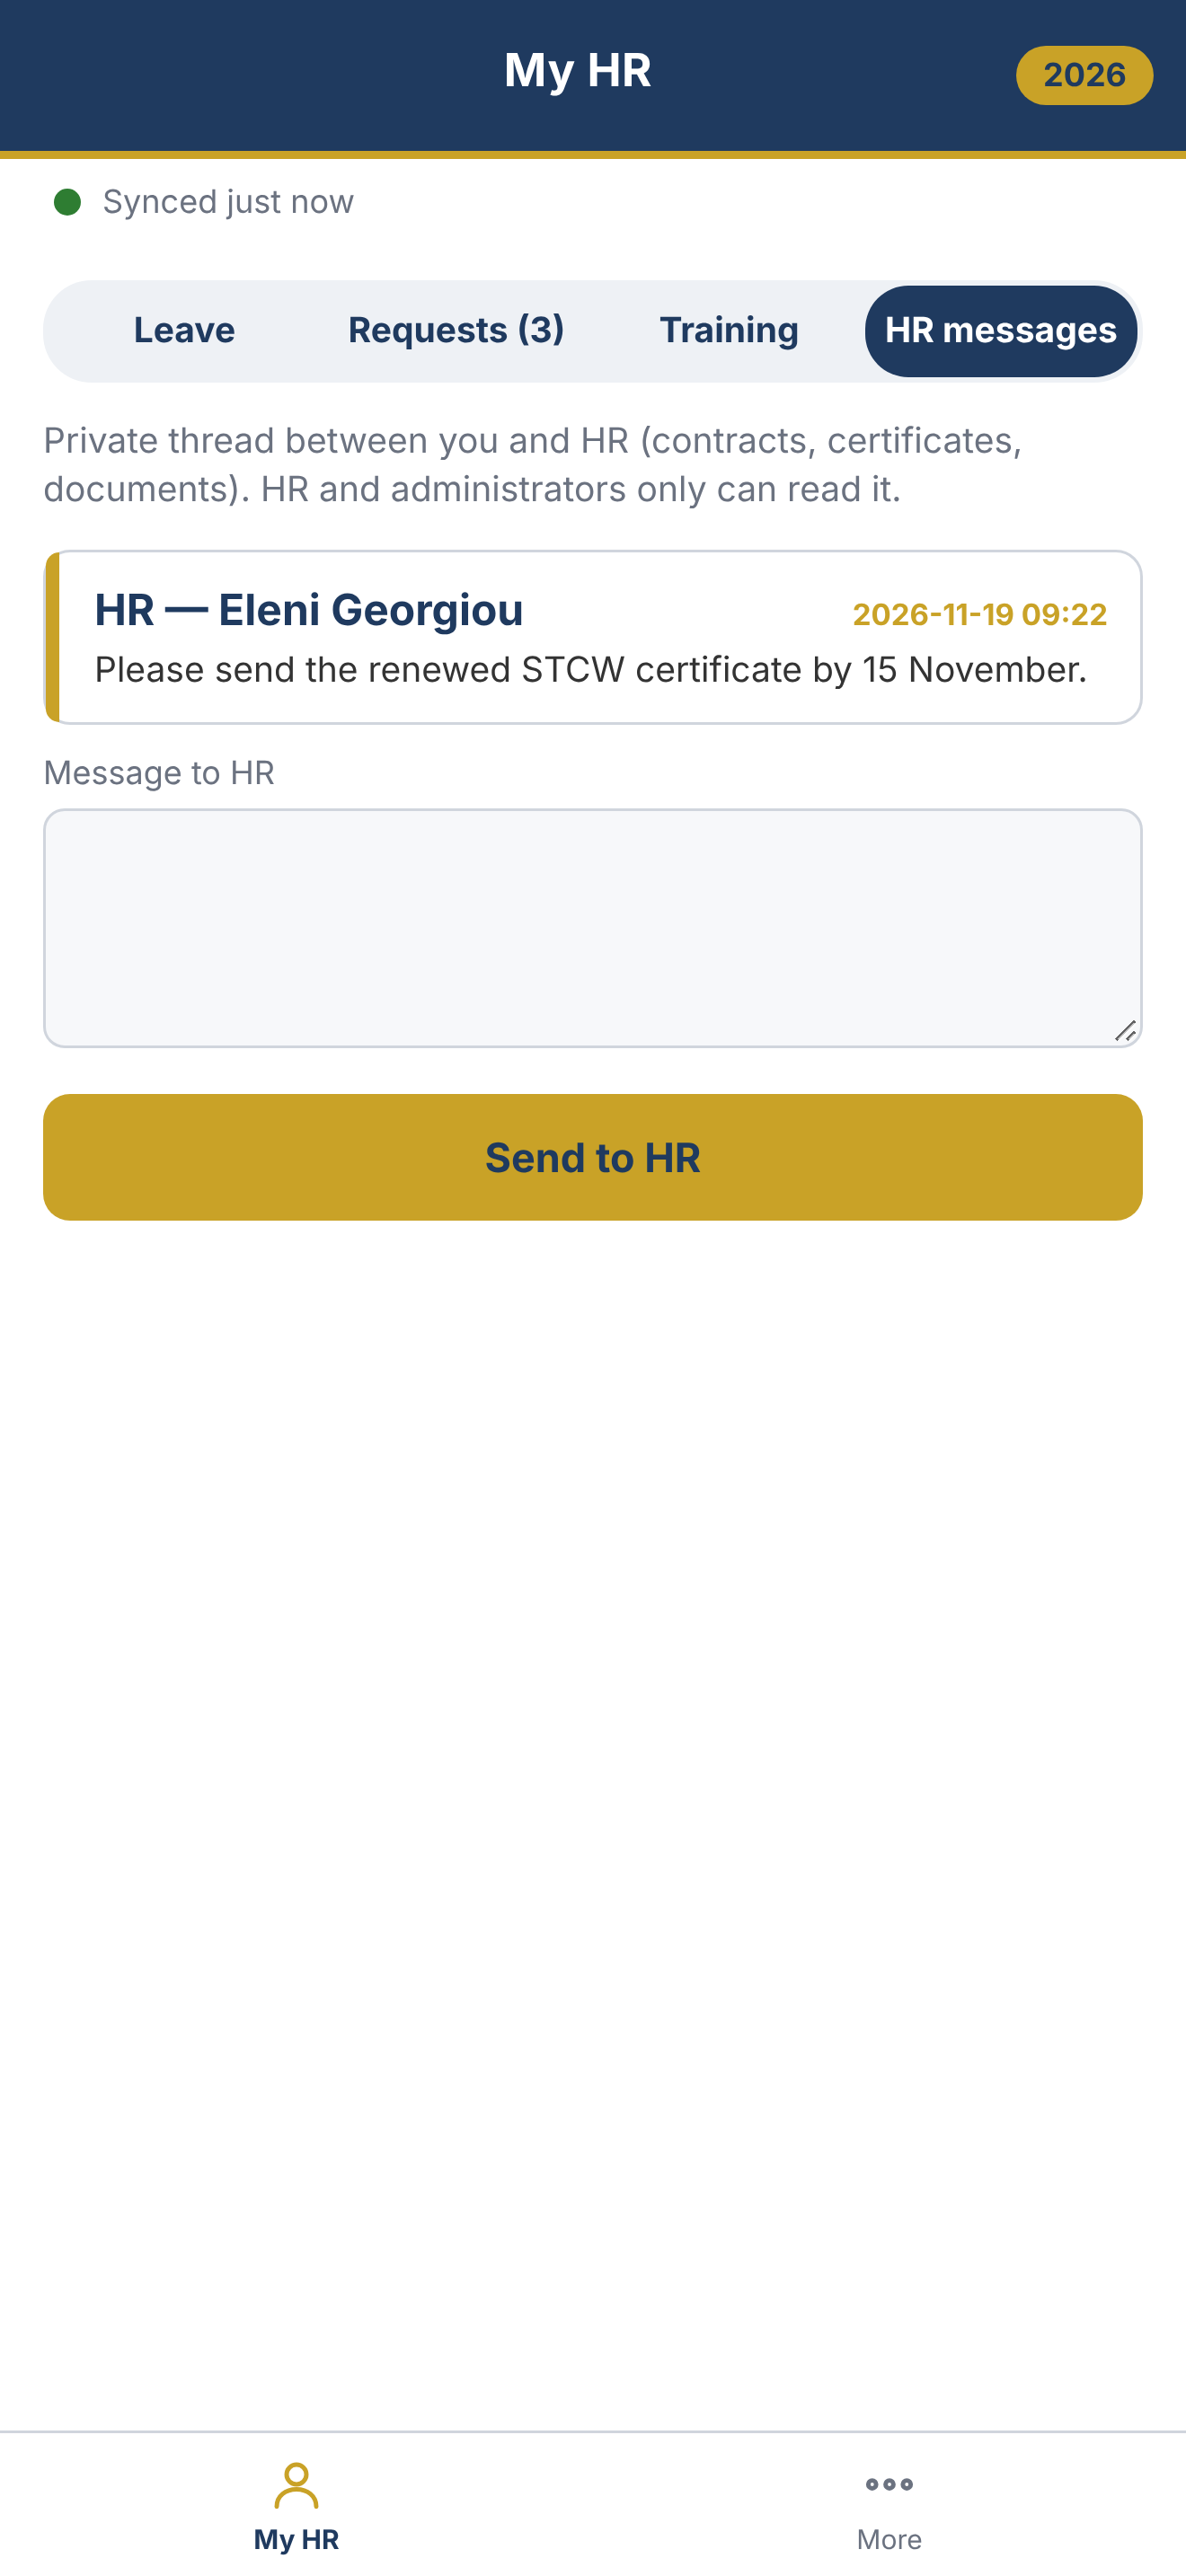 My HR
2026
Synced just now
Leave
Requests (3)
Training
HR messages
Private thread between you and HR (contracts, certificates,
documents). HR and administrators only can read it.
HR — Eleni Georgiou
2026-11-19 09:22
Please send the renewed STCW certificate by 15 November.
Message to HR
Send to HR
My HR
More